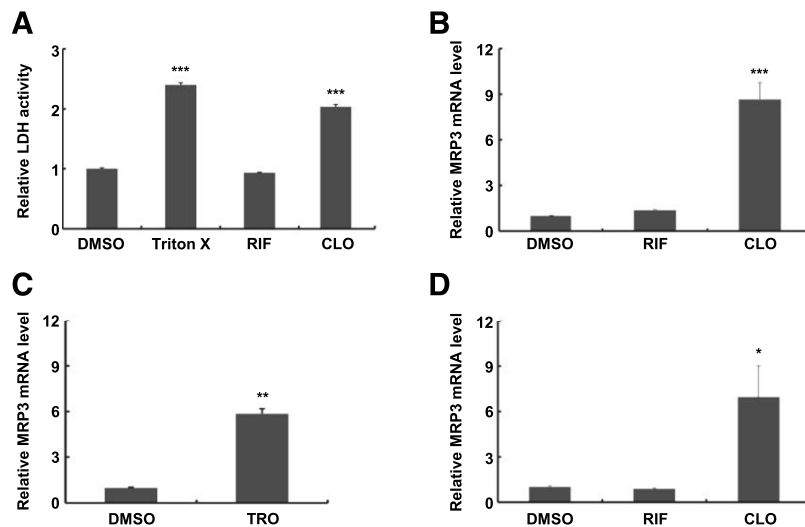 A
Relative LDH activity
3
2
1
0
***
***
DMSO Triton X RIF CLO
B
Relative MRP3 mRNA level
12
9
6
3
0
***
DMSO RIF CLO
C
Relative MRP3 mRNA level
12
9
6
3
0
**
DMSO TRO
D
Relative MRP3 mRNA level
12
9
6
3
0
*
DMSO RIF CLO